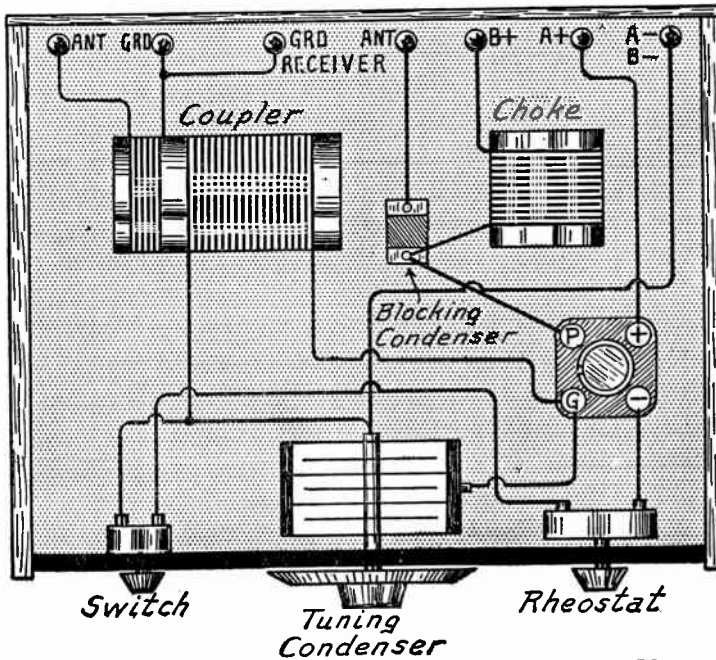 ANT GRD GRD ANT B+ A+ A-
RECEIVER B-
Coupler
Choke
Blocking
Condenser
P +
G -
Switch
Tuning
Condenser
Rheostat